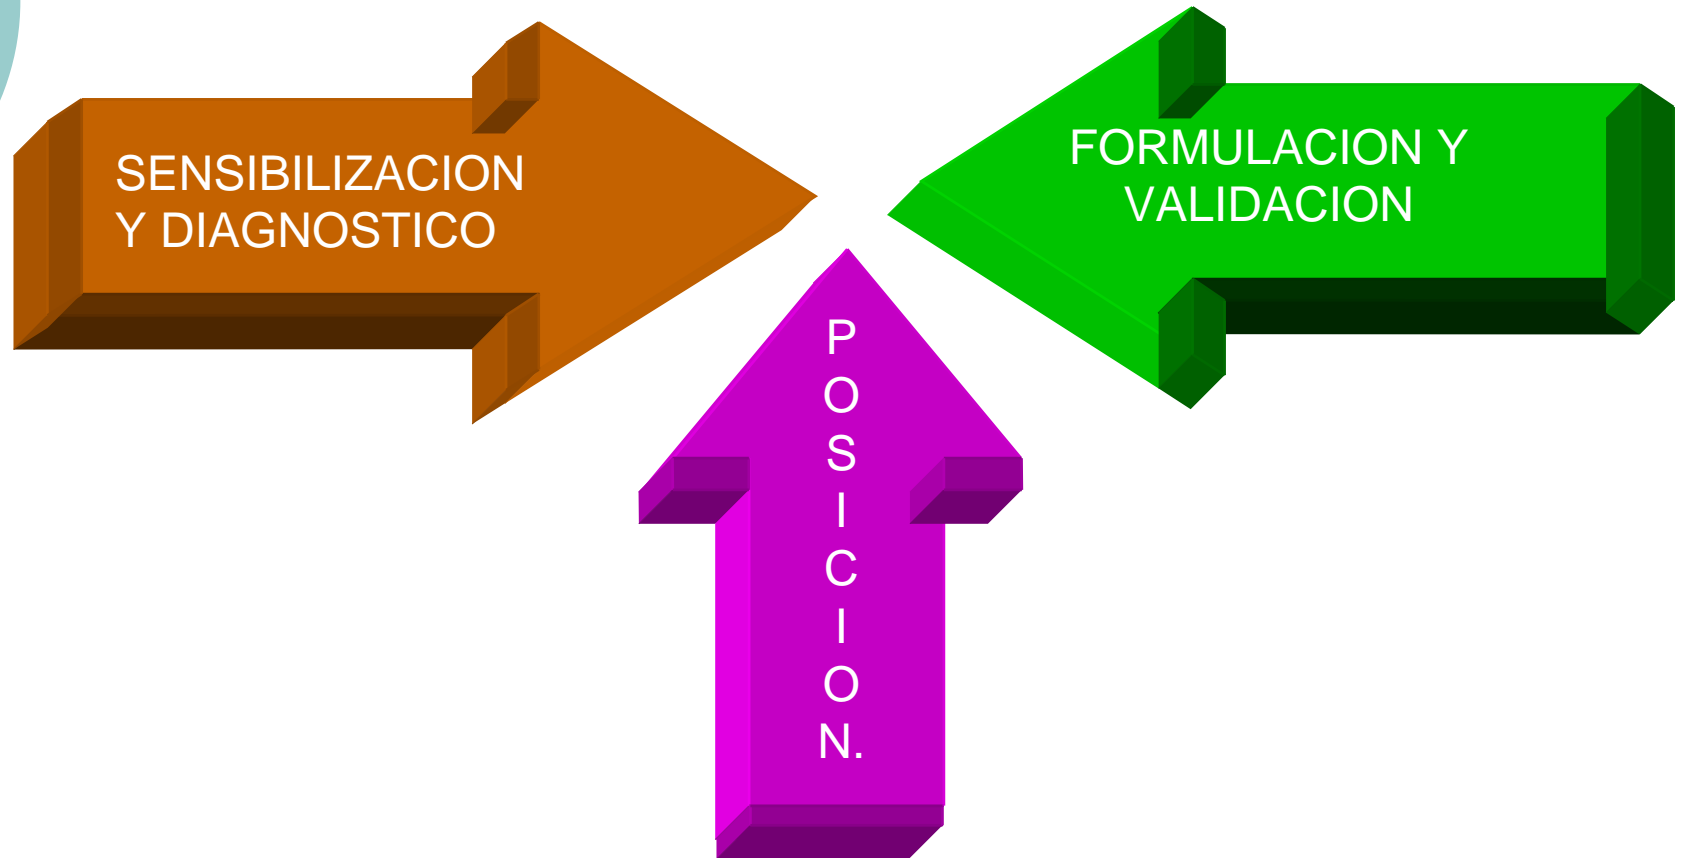 SENSIBILIZACION
Y DIAGNOSTICO
FORMULACION Y
VALIDACION
P
O
S
I
C
I
O
N.